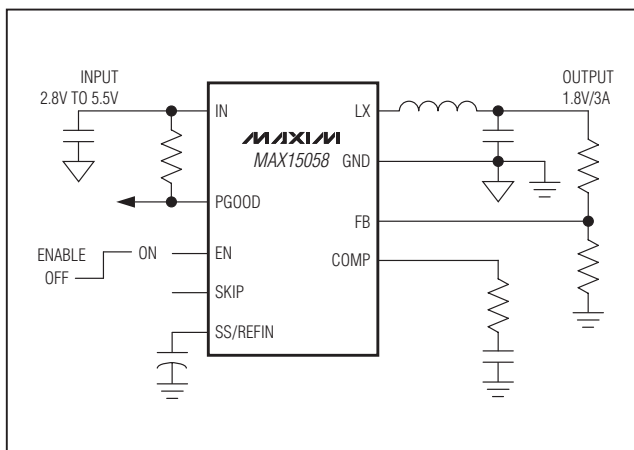 INPUT
2.8V TO 5.5V
OUTPUT
1.8V/3A
IN
LX
MAXIM
MAX15058
GND
PGOOD
FB
ENABLE
ON
OFF
EN
COMP
SKIP
SS/REFIN